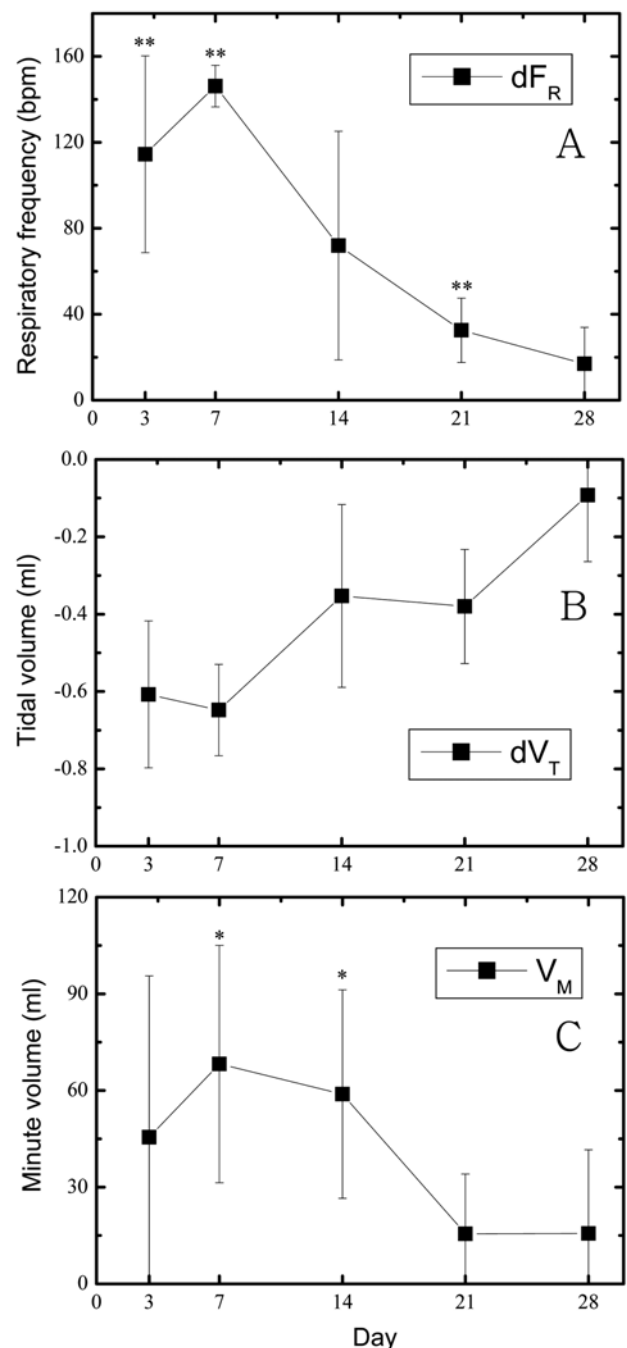 Respiratory frequency (bpm)
160
120
80
40
0
** ** **
dF_R
A
0 3 7 14 21 28
Tidal volume (ml)
0.0
-0.2
-0.4
-0.6
-0.8
-1.0
B
dV_T
0 3 7 14 21 28
Minute volume (ml)
120
90
60
30
0
* *
V_M
C
0 3 7 14 21 28
Day